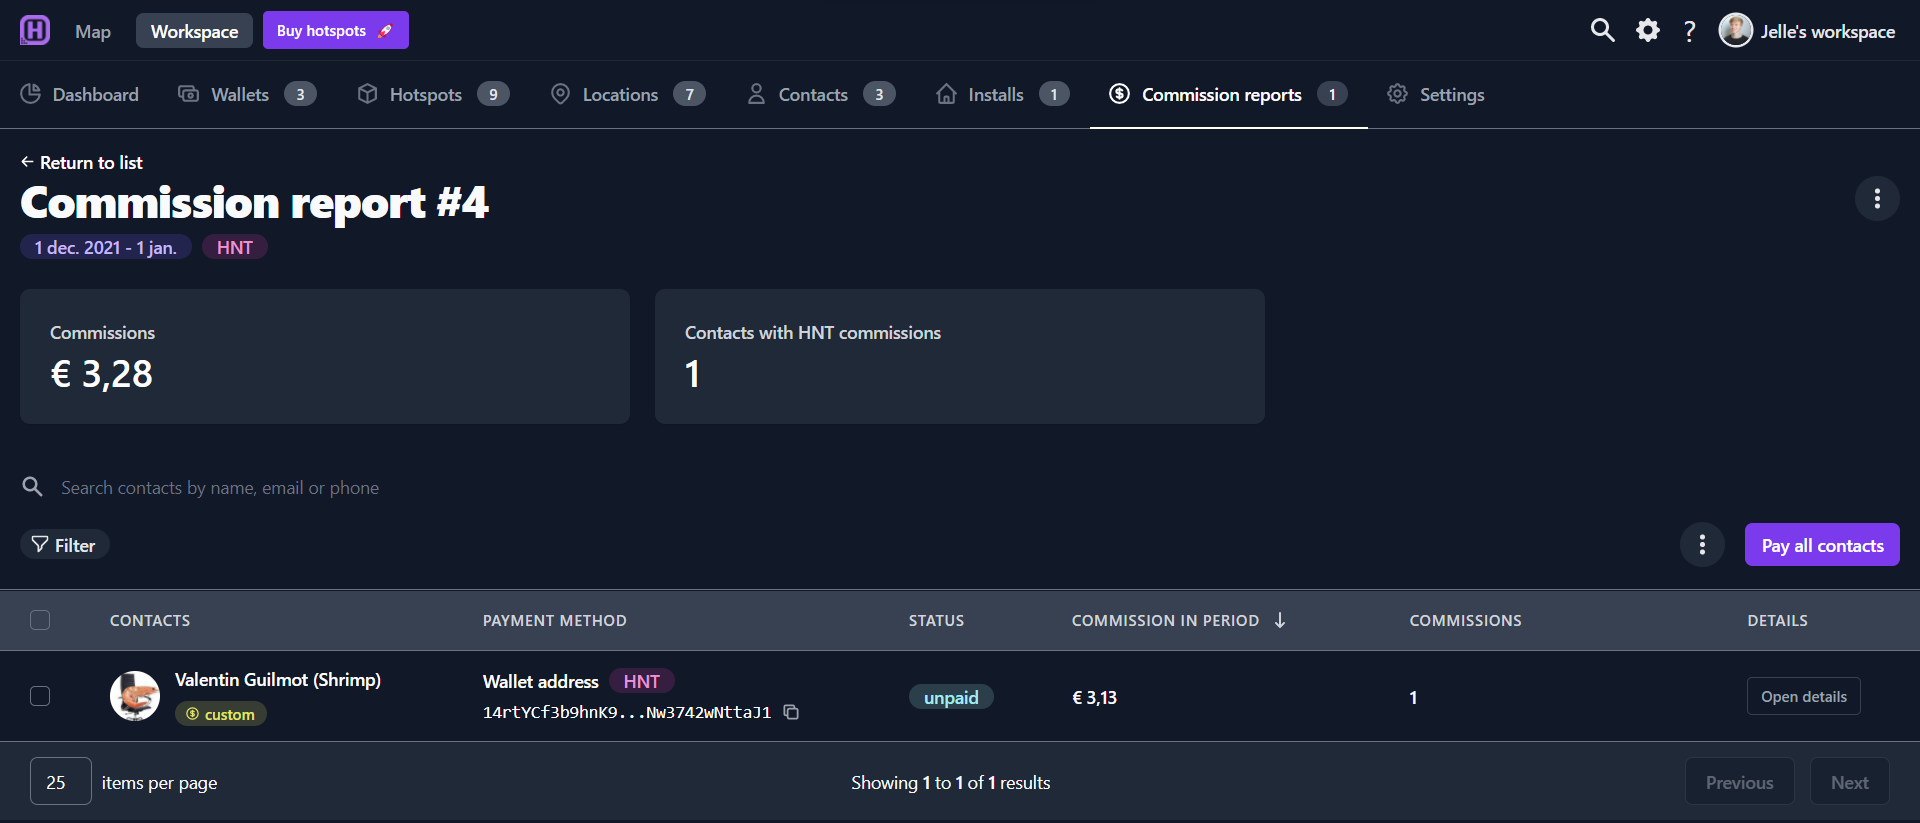 H Map Workspace Buy hotspots Jelle's workspace
Dashboard Wallets 3 Hotspots 9 Locations 7 Contacts 3 Installs 1 Commission reports 1 Settings
← Return to list
Commission report #4
1 dec. 2021 - 1 jan. HNT
Commissions
€ 3,28
Contacts with HNT commissions
1
Search contacts by name, email or phone
Filter
Pay all contacts
CONTACTS PAYMENT METHOD STATUS COMMISSION IN PERIOD ↓ COMMISSIONS DETAILS
Valentin Guilmot (Shrimp)
custom
Wallet address HNT
14rtYCf3b9hnK9...Nw3742wNttaJ1
unpaid
€ 3,13
1
Open details
25 items per page
Showing 1 to 1 of 1 results
Previous Next